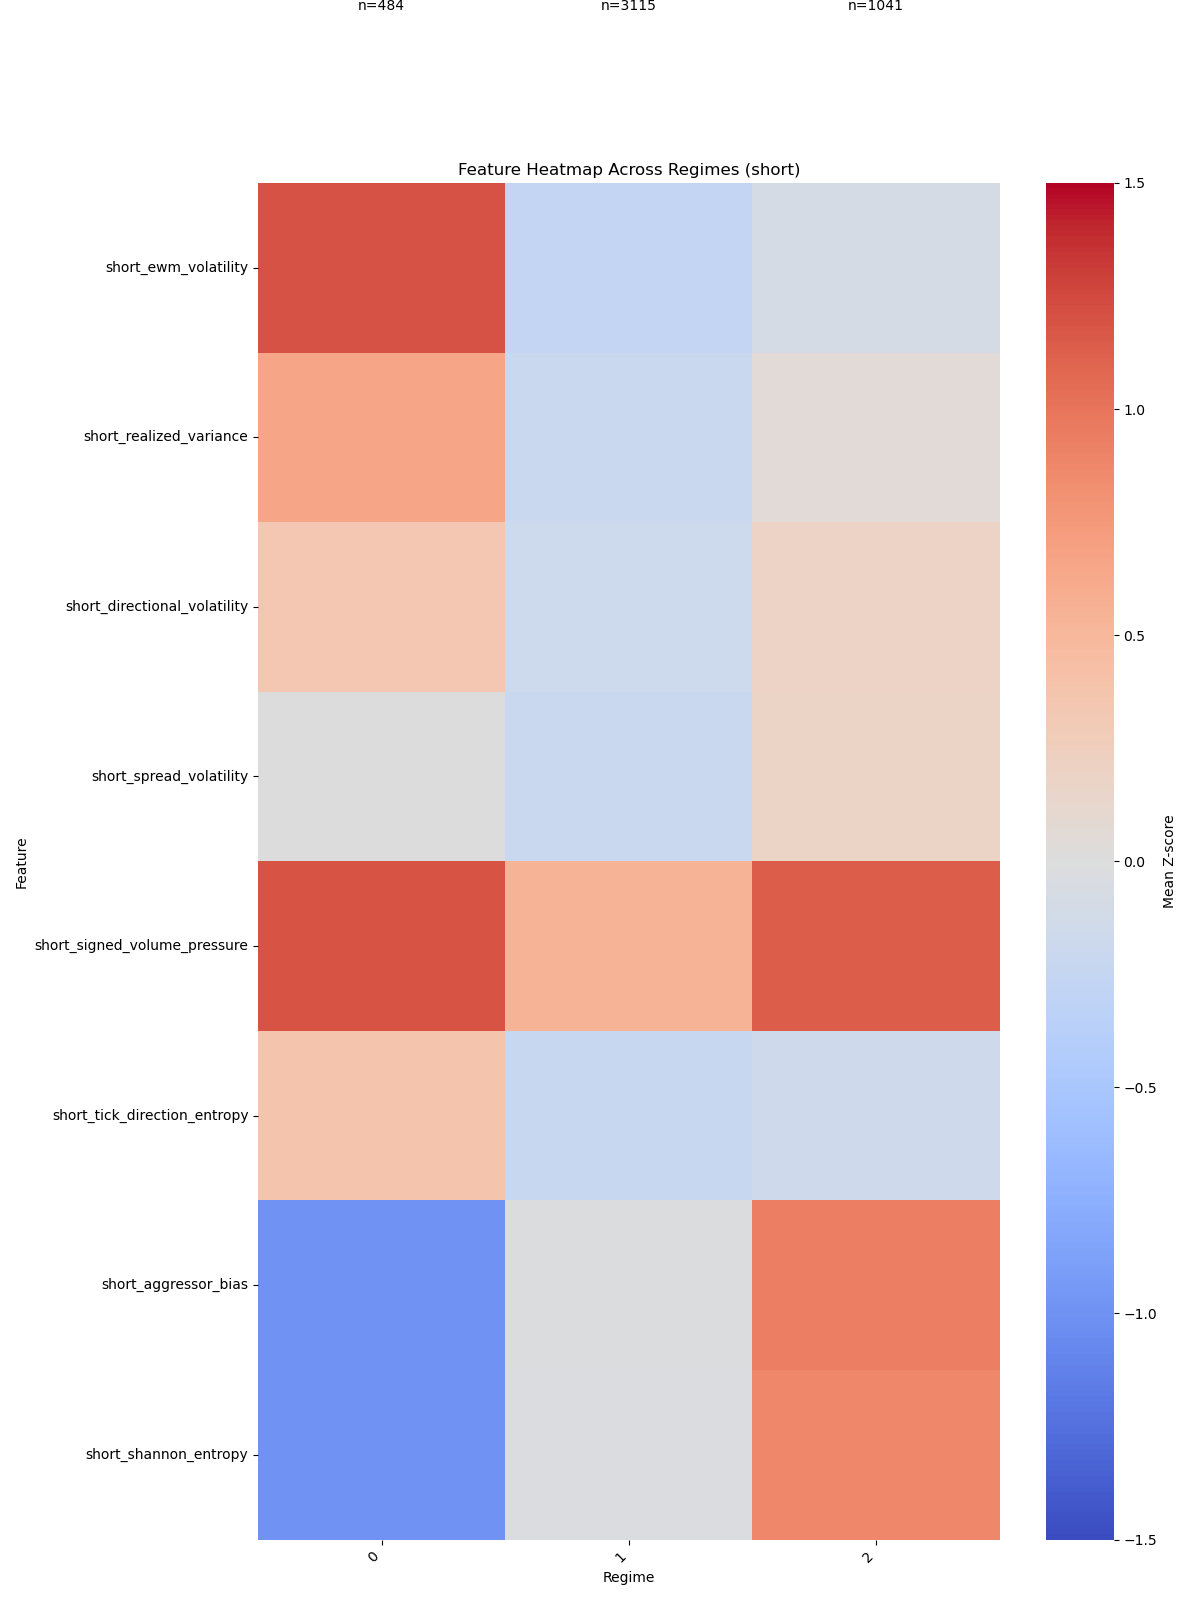 n=484
n=3115
n=1041
Feature Heatmap Across Regimes (short)
short_ewm_volatility
short_realized_variance
short_directional_volatility
short_spread_volatility
short_signed_volume_pressure
short_tick_direction_entropy
short_aggressor_bias
short_shannon_entropy
Feature
0
1
2
Regime
1.5
1.0
0.5
0.0
−0.5
−1.0
−1.5
Mean Z-score